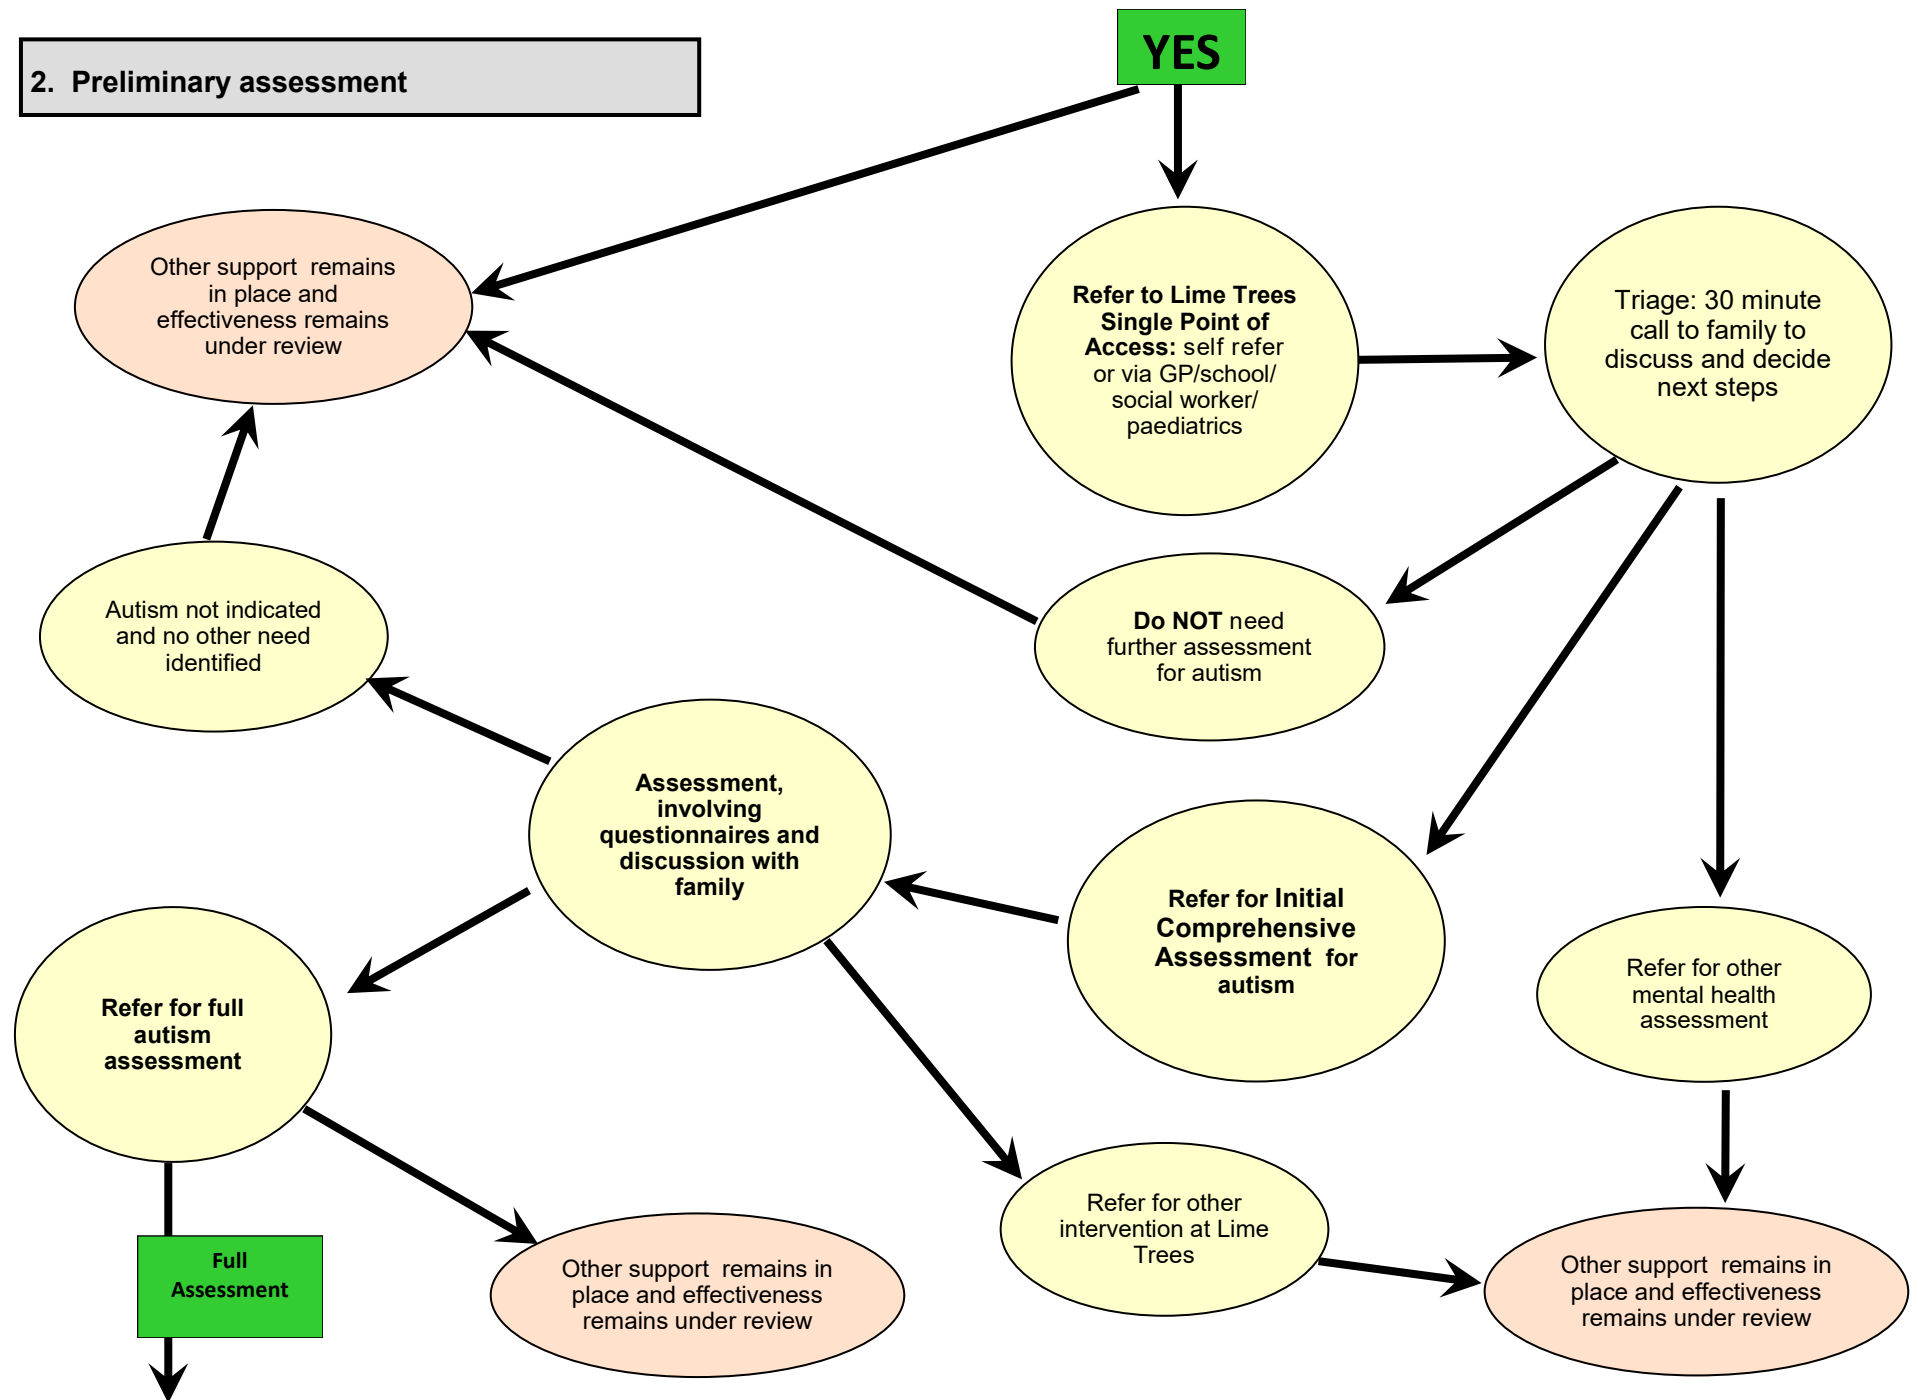 2. Preliminary assessment
YES
Other support remains
in place and
effectiveness remains
under review
Refer to Lime Trees
Single Point of
Access: self refer
or via GP/school/
social worker/
paediatrics
Triage: 30 minute
call to family to
discuss and decide
next steps
Autism not indicated
and no other need
identified
Do NOT need
further assessment
for autism
Assessment,
involving
questionnaires and
discussion with
family
Refer for Initial
Comprehensive
Assessment for
autism
Refer for other
mental health
assessment
Refer for full
autism
assessment
Refer for other
intervention at Lime
Trees
Full
Assessment
Other support remains in
place and effectiveness
remains under review
Other support remains in
place and effectiveness
remains under review